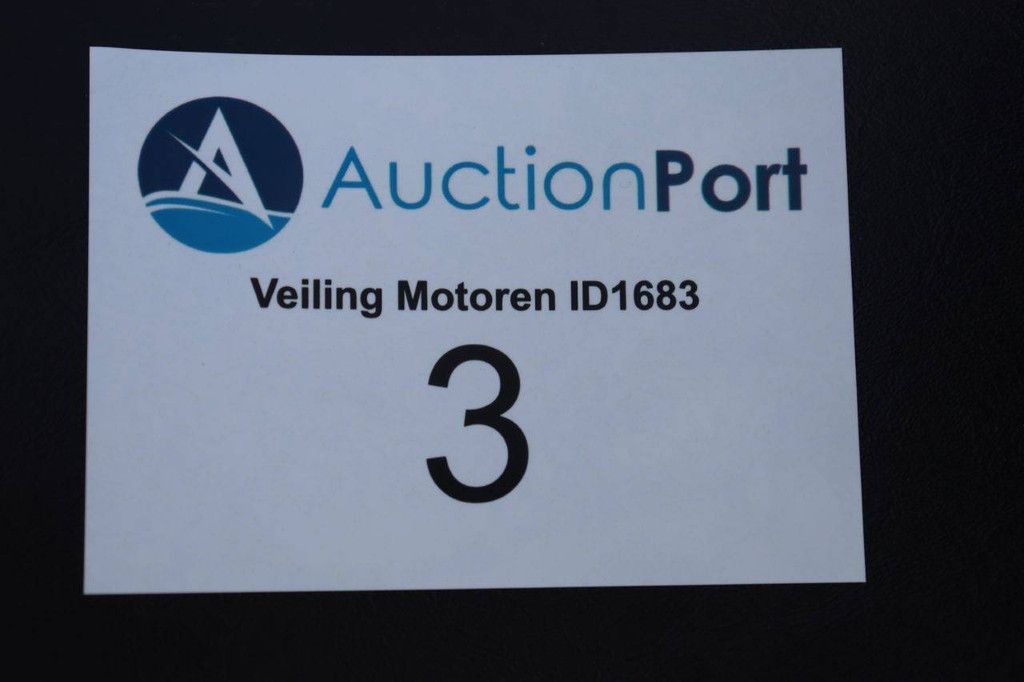 AuctionPort
Veiling Motoren ID1683
3